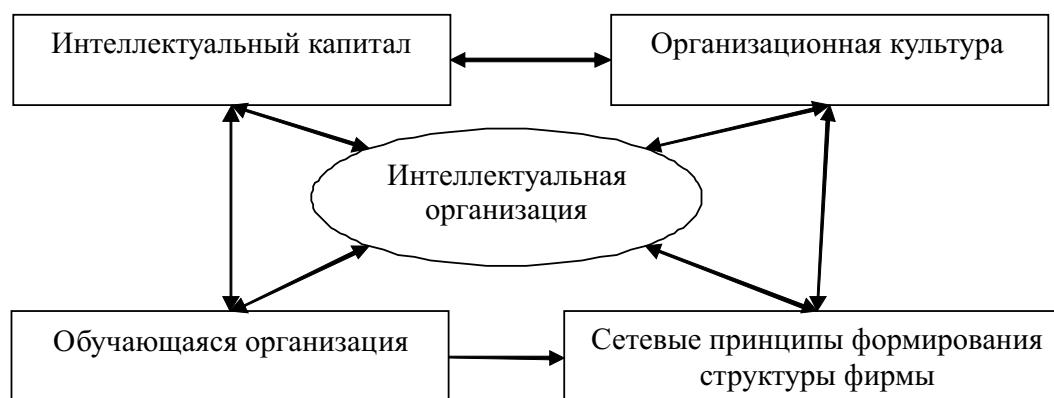 Интеллектуальный капитал
Организационная культура
Интеллектуальная
организация
Обучающаяся организация
Сетевые принципы формирования
структуры фирмы